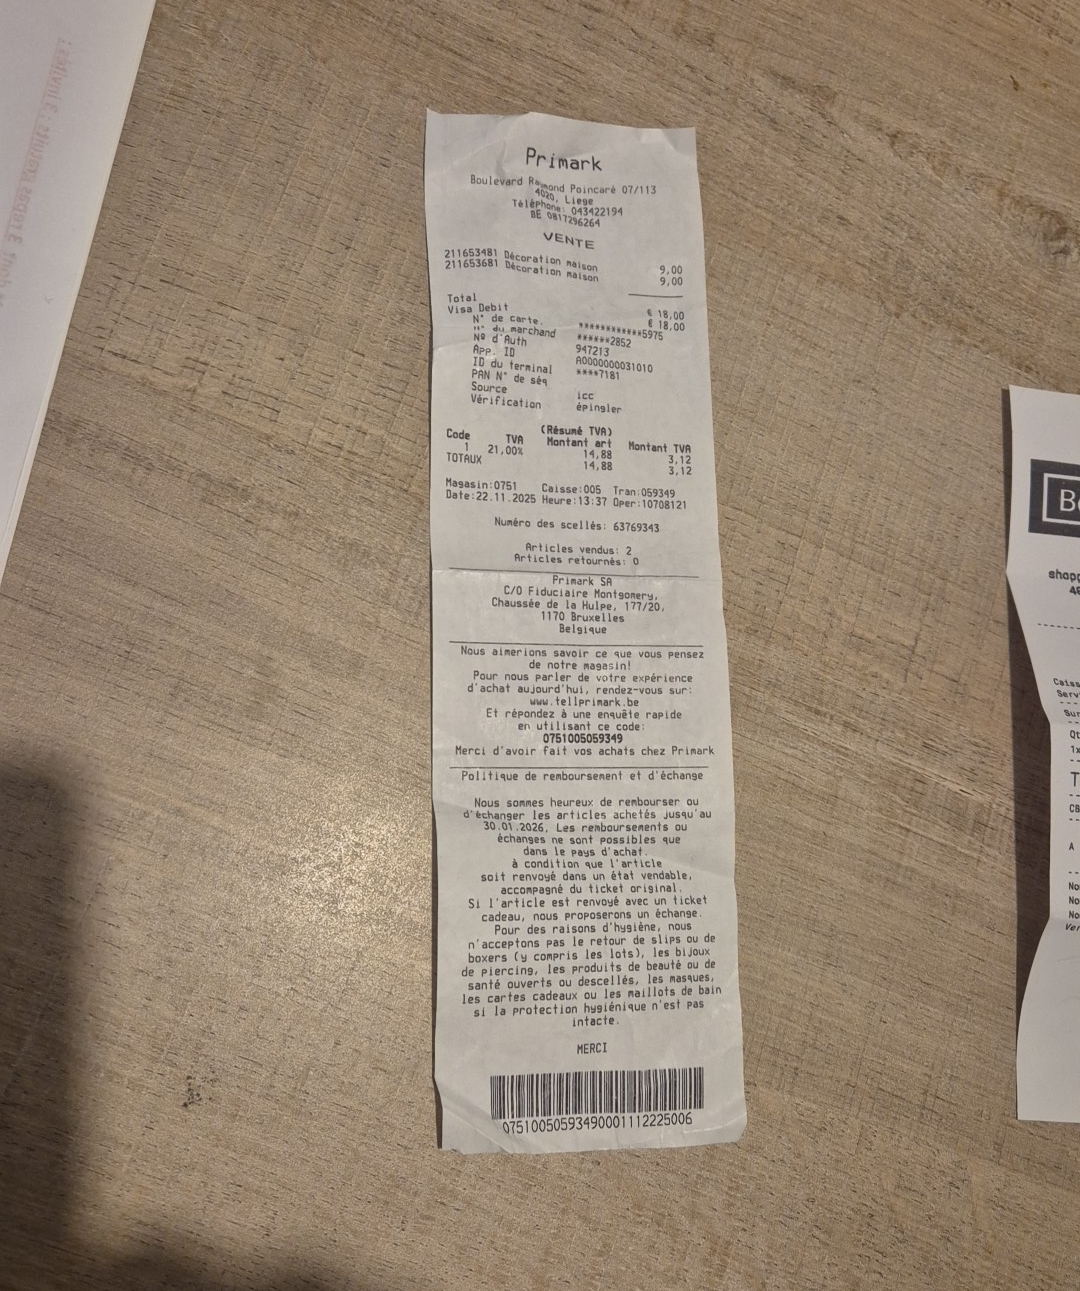 Primark
Boulevard Raymond Poincaré 07/113
4020, Liege
Téléphone: 043422194
BE 0817296264
VENTE
211653481 Décoration maison 9,00
211653681 Décoration maison 9,00
Total € 18,00
Visa Debit € 18,00
N° de carte. ************5975
N° du marchand ******2852
Nº d'Auth 947213
App. ID A0000000031010
ID du terminal ****7181
PAN N° de séq
Source icc
Vérification épingler
(Résumé TVA)
Code TVA Montant art Montant TVA
1 21,00% 14,88 3,12
TOTAUX 14,88 3,12
Magasin:0751 Caisse:005 Tran:059349
Date:22.11.2025 Heure:13:37 Oper:10708121
Numéro des scellés: 63769343
Articles vendus: 2
Articles retournés: 0
Primark SA
C/O Fiduciaire Montgomery,
Chaussée de la Hulpe, 177/20,
1170 Bruxelles
Belgique
Nous aimerions savoir ce que vous pensez
de notre magasin!
Pour nous parler de votre expérience
d'achat aujourd'hui, rendez-vous sur:
www.tellprimark.be
Et répondez à une enquête rapide
en utilisant ce code:
0751005059349
Merci d'avoir fait vos achats chez Primark
Politique de remboursement et d'échange
Nous sommes heureux de rembourser ou
d'échanger les articles achetés jusqu'au
30.01.2026, Les remboursements ou
échanges ne sont possibles que
dans le pays d'achat.
à condition que l'article
soit renvoyé dans un état vendable,
accompagné du ticket original.
Si l'article est renvoyé avec un ticket
cadeau, nous proposerons un échange.
Pour des raisons d'hygiène, nous
n'acceptons pas le retour de slips ou de
boxers (y compris les lots), les bijoux
de piercing, les produits de beauté ou de
santé ouverts ou descellés, les masques,
les cartes cadeaux ou les maillots de bain
si la protection hygiénique n'est pas
intacte.
MERCI
07510050593490001112225006